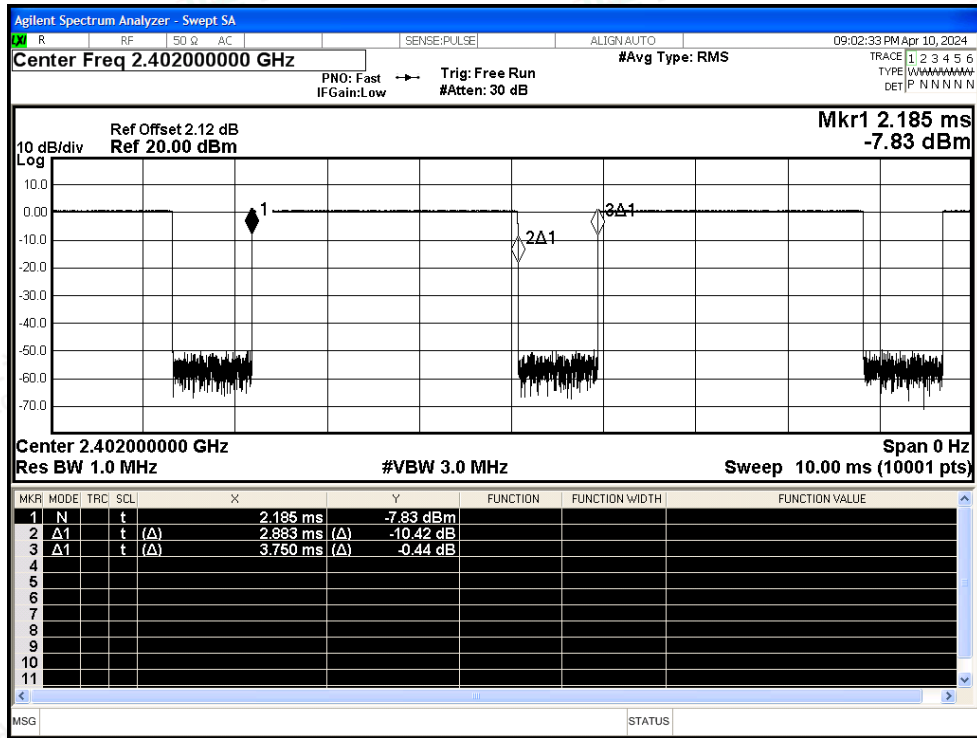 Agilent Spectrum Analyzer - Swept SA
LXI R RF 50 Ω AC SENSE:PULSE ALIGN AUTO 09:02:33 PM Apr 10, 2024
Center Freq 2.402000000 GHz
PNO: Fast
IFGain:Low
Trig: Free Run
#Atten: 30 dB
#Avg Type: RMS
TRACE 1 2 3 4 5 6
TYPE
DET P N N N N N
Mkr1 2.185 ms
-7.83 dBm
Ref Offset 2.12 dB
10 dB/div Ref 20.00 dBm
Log
10.0
0.00
-10.0
-20.0
-30.0
-40.0
-50.0
-60.0
-70.0
1
2Δ1
3Δ1
Center 2.402000000 GHz Span 0 Hz
Res BW 1.0 MHz #VBW 3.0 MHz Sweep 10.00 ms (10001 pts)
MKR MODE TRC SCL X Y FUNCTION FUNCTION WIDTH FUNCTION VALUE
1 N t 2.185 ms -7.83 dBm
2 Δ1 t (Δ) 2.883 ms (Δ) -10.42 dB
3 Δ1 t (Δ) 3.750 ms (Δ) -0.44 dB
4
5
6
7
8
9
10
11
MSG STATUS